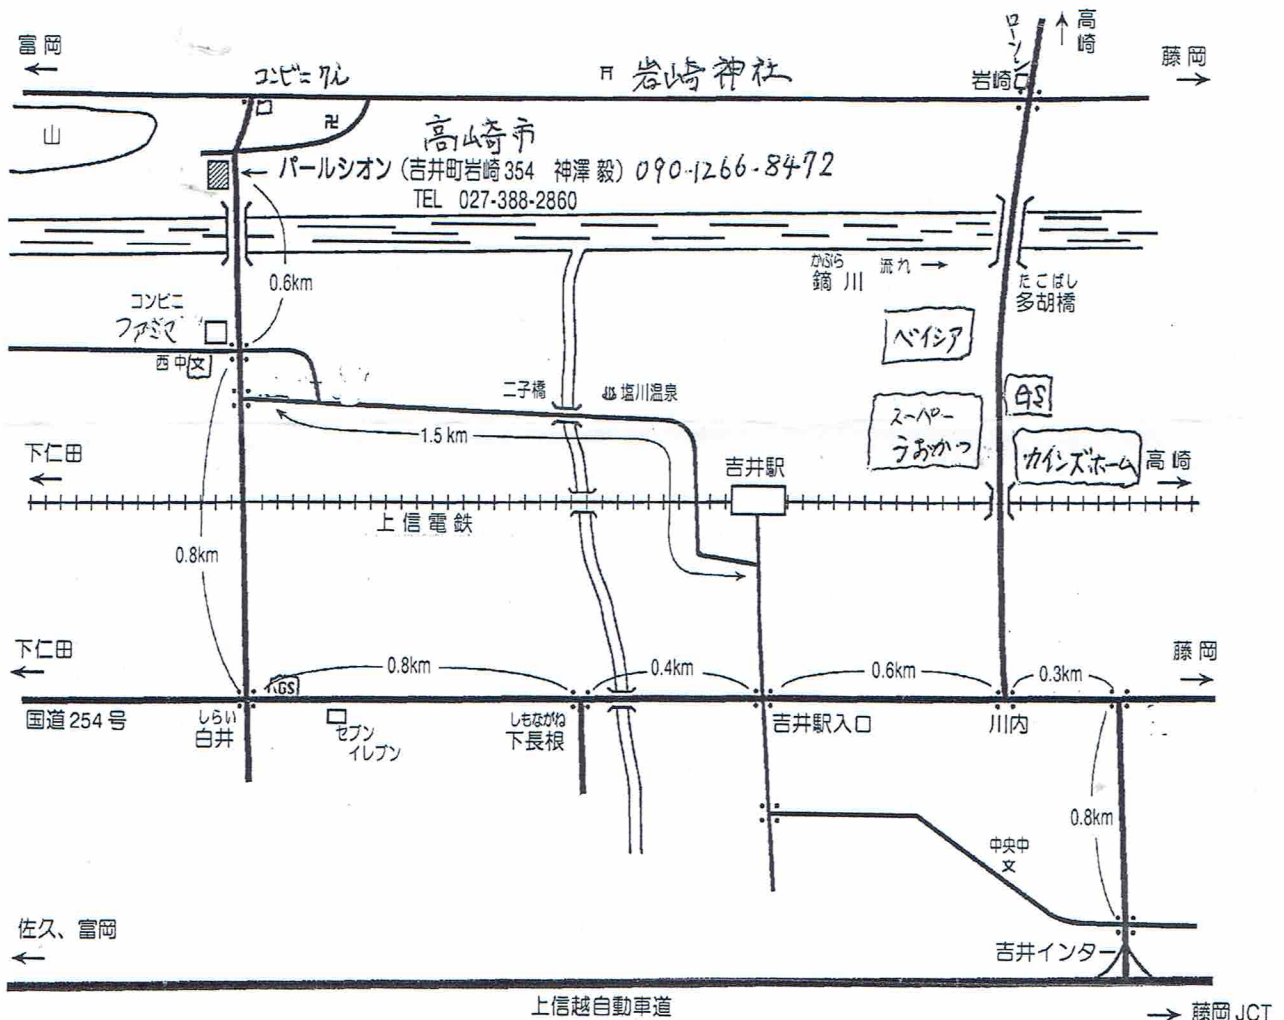 富岡
コンビニ
岩崎神社
ローソン
高崎
岩崎
藤岡
山
卍
高崎市
パールシオン（吉井町岩崎354 神澤 毅）090-1266-8472
TEL 027-388-2860
0.6km
かぶら
鏑川
流れ
たこばし
多胡橋
コンビニ
ファミマ
西中 文
ベイシア
二子橋
塩川温泉
GS
スーパー
うおかつ
カインズホーム
1.5km
下仁田
吉井駅
高崎
上信電鉄
0.8km
下仁田
0.8km
0.4km
0.6km
0.3km
藤岡
GS
国道254号
しらい
白井
セブン
イレブン
しもながね
下長根
吉井駅入口
川内
0.8km
中央中
文
佐久、富岡
吉井インター
上信越自動車道
藤岡JCT